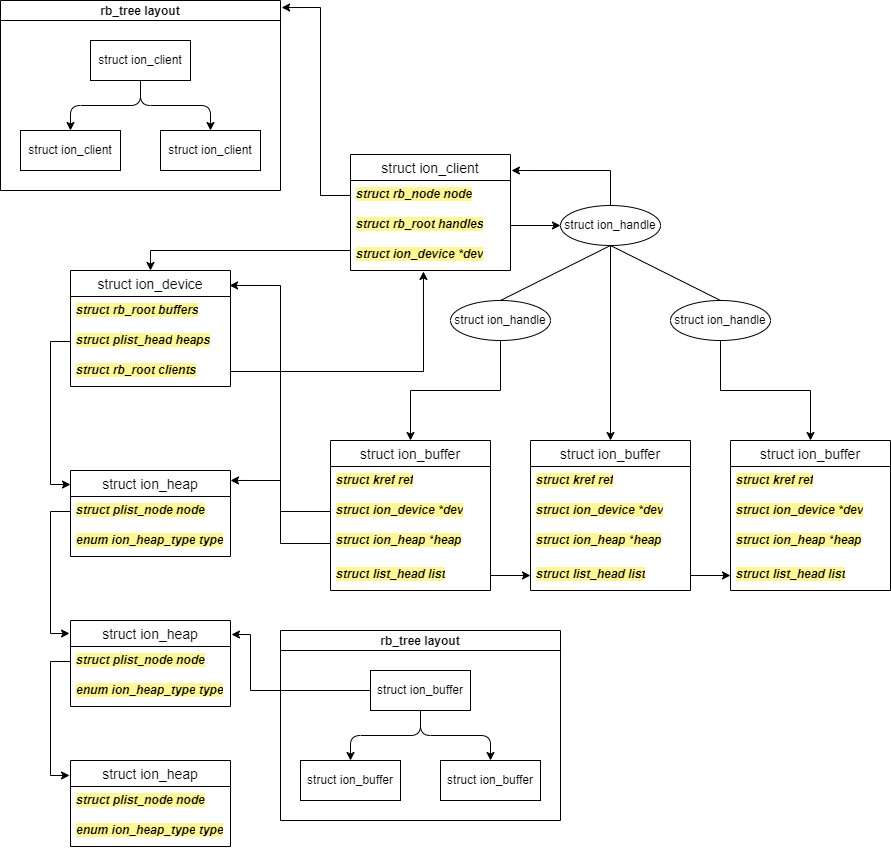 rb_tree layout
struct ion_client
struct ion_client
struct ion_client
struct ion_client
struct rb_node node
struct rb_root handles
struct ion_device *dev
struct ion_handle
struct ion_handle
struct ion_handle
struct ion_device
struct rb_root buffers
struct plist_head heaps
struct rb_root clients
struct ion_buffer
struct kref ref
struct ion_device *dev
struct ion_heap *heap
struct list_head list
struct ion_buffer
struct kref ref
struct ion_device *dev
struct ion_heap *heap
struct list_head list
struct ion_buffer
struct kref ref
struct ion_device *dev
struct ion_heap *heap
struct list_head list
struct ion_heap
struct plist_node node
enum ion_heap_type type
struct ion_heap
struct plist_node node
enum ion_heap_type type
rb_tree layout
struct ion_buffer
struct ion_buffer
struct ion_buffer
struct ion_heap
struct plist_node node
enum ion_heap_type type